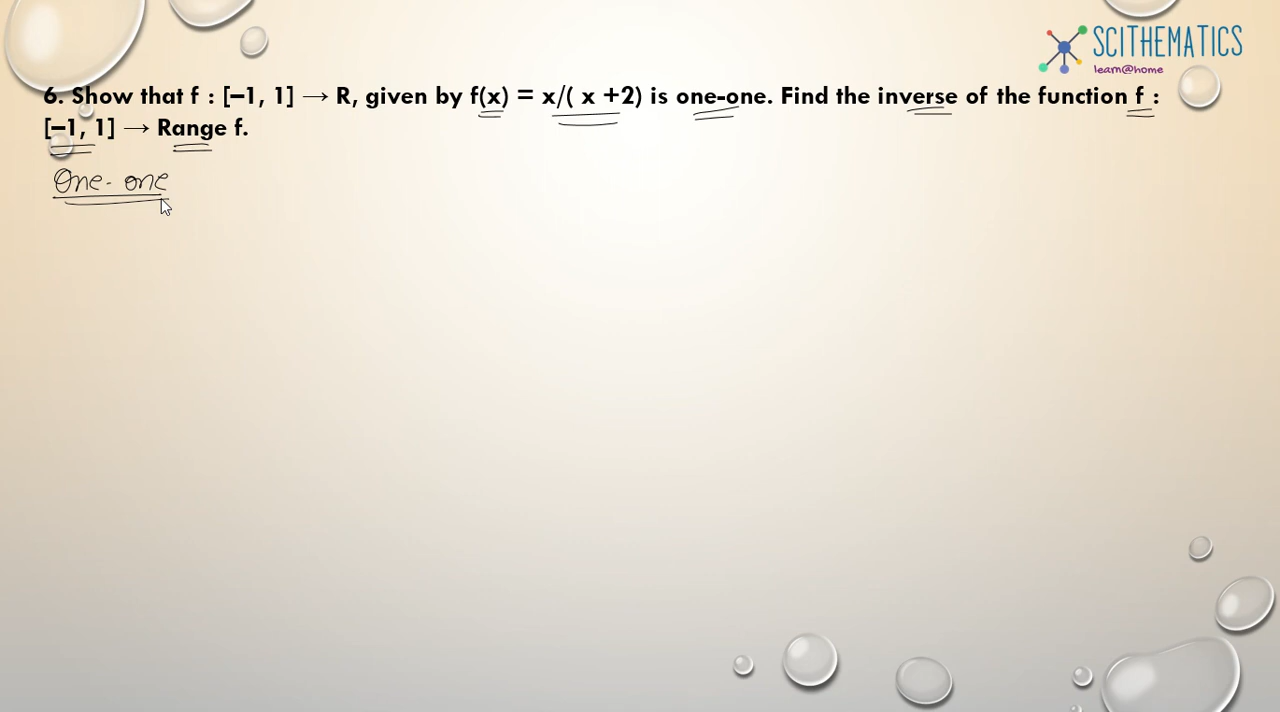 SCITHEMATICS
learn@home
6. Show that f : [–1, 1] → R, given by f(x) = x/( x +2) is one-one. Find the inverse of the function f :
[–1, 1] → Range f.
One-one